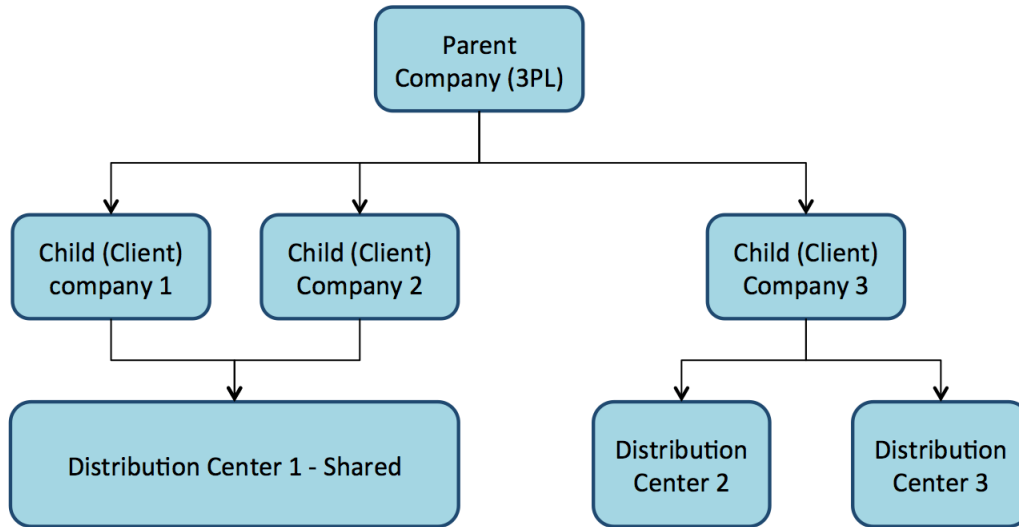 Parent
Company (3PL)
Child (Client)
company 1
Child (Client)
Company 2
Child (Client)
Company 3
Distribution Center 1 - Shared
Distribution
Center 2
Distribution
Center 3